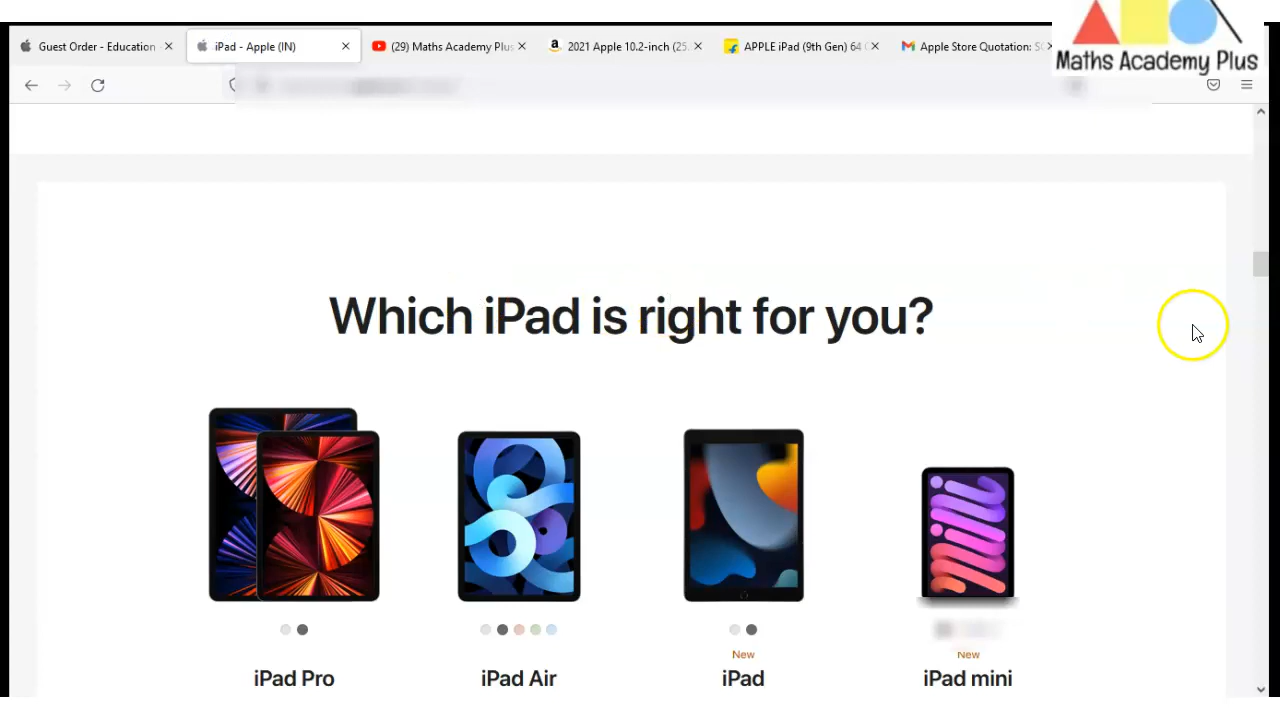 Maths Academy Plus
Guest Order - Education
iPad - Apple (IN)
(29) Maths Academy Plus
2021 Apple 10.2-inch (25.
APPLE iPad (9th Gen) 64
Apple Store Quotation:
Which iPad is right for you?
New
New
iPad Pro
iPad Air
iPad
iPad mini